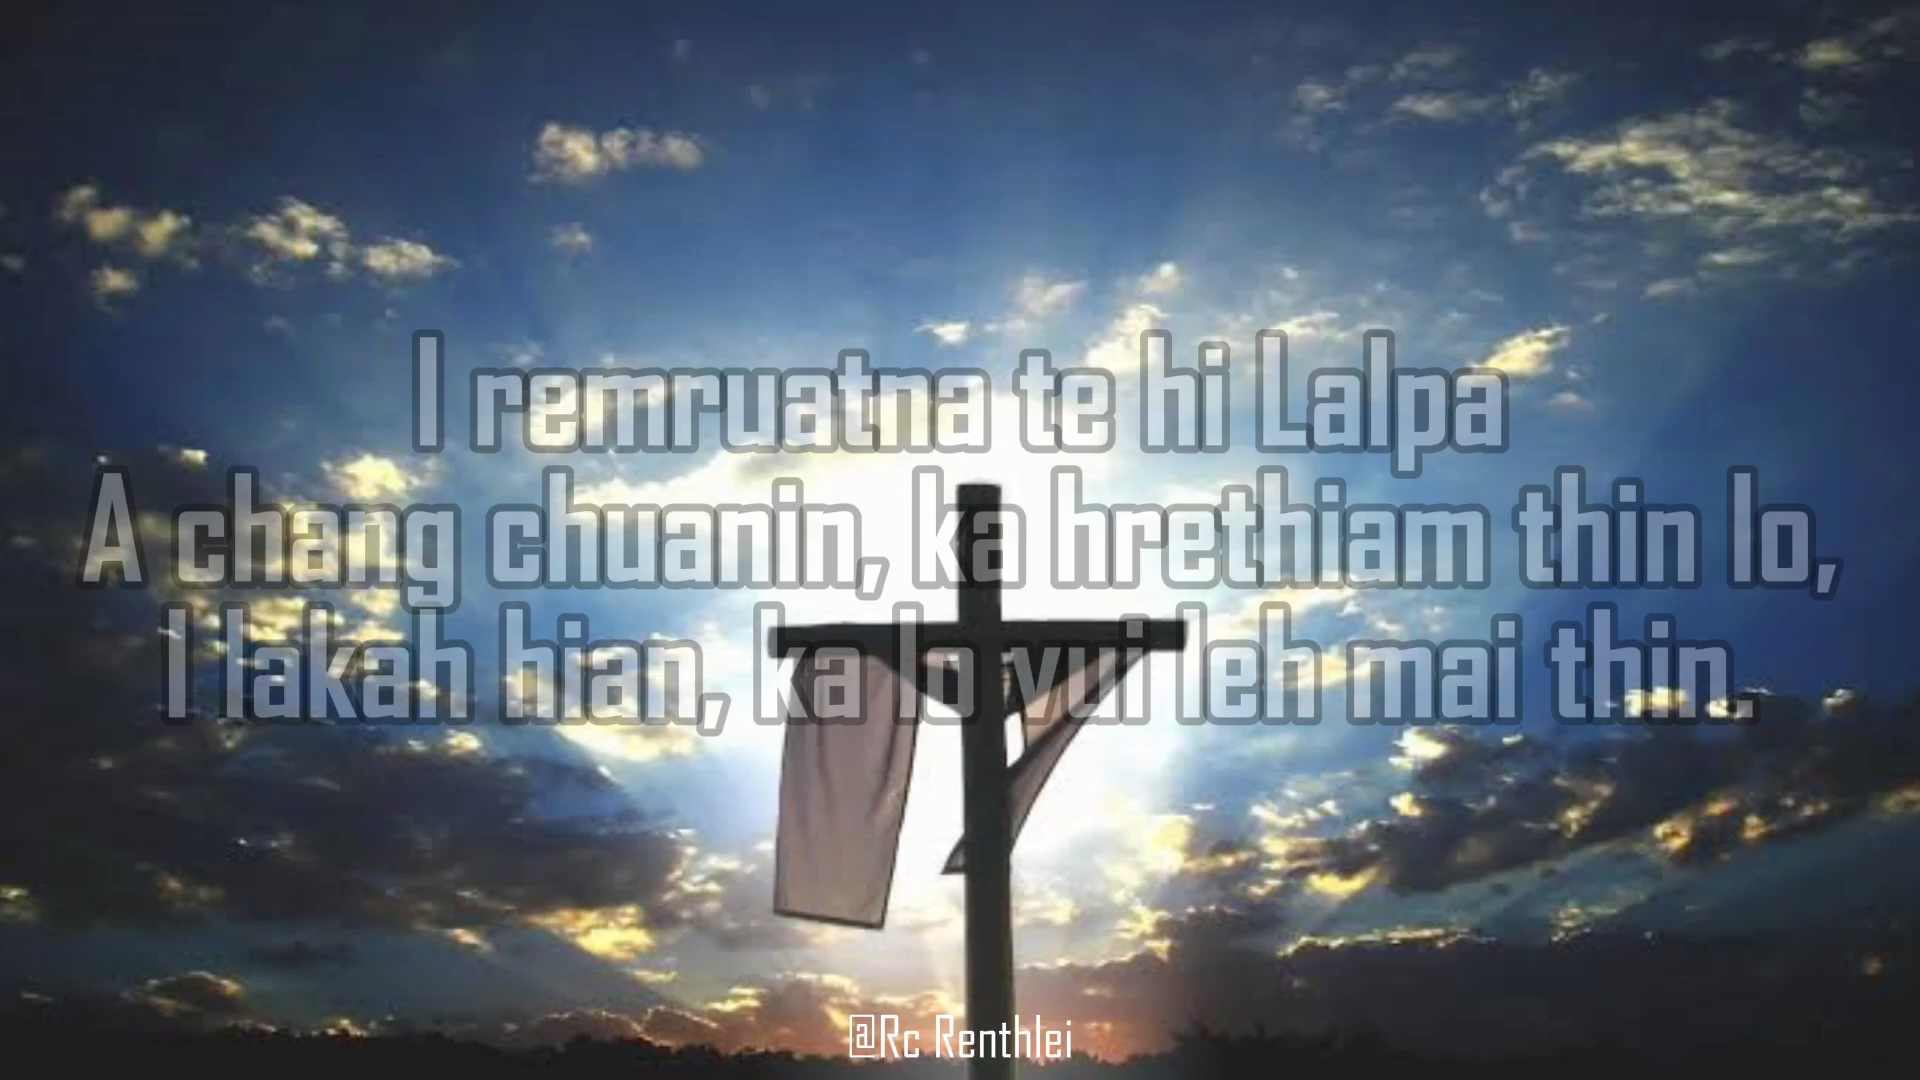 I remruatna te hi Lalpa
A chang chuanin, ka hrethiam thin lo,
I lakah hian, ka lo vui leh mai thin.
@Rc Renthlei